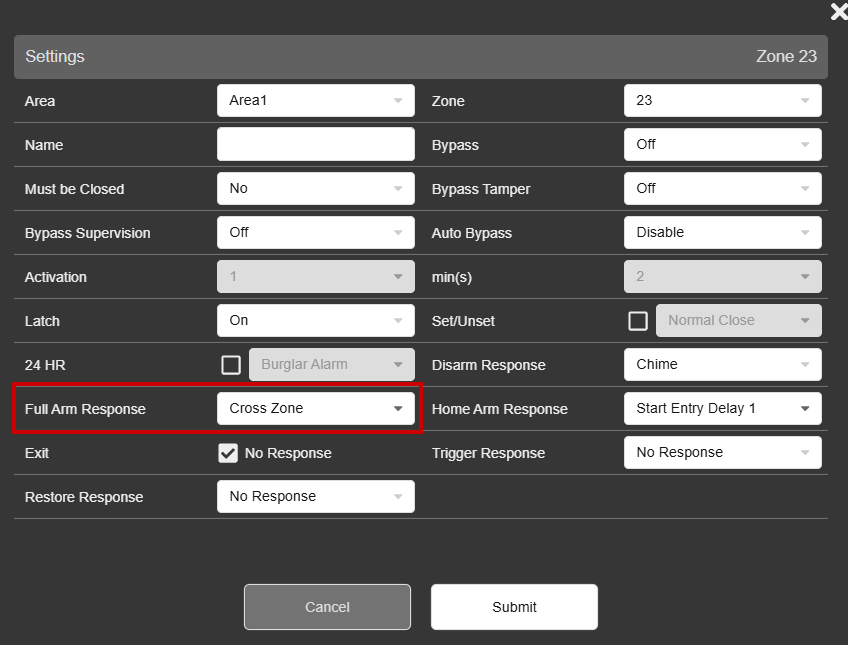 Settings Zone 23
Area Area1 Zone 23
Name Bypass Off
Must be Closed No Bypass Tamper Off
Bypass Supervision Off Auto Bypass Disable
Activation 1 min(s) 2
Latch On Set/Unset Normal Close
24 HR Burglar Alarm Disarm Response Chime
Full Arm Response Cross Zone Home Arm Response Start Entry Delay 1
Exit No Response Trigger Response No Response
Restore Response No Response
Cancel Submit